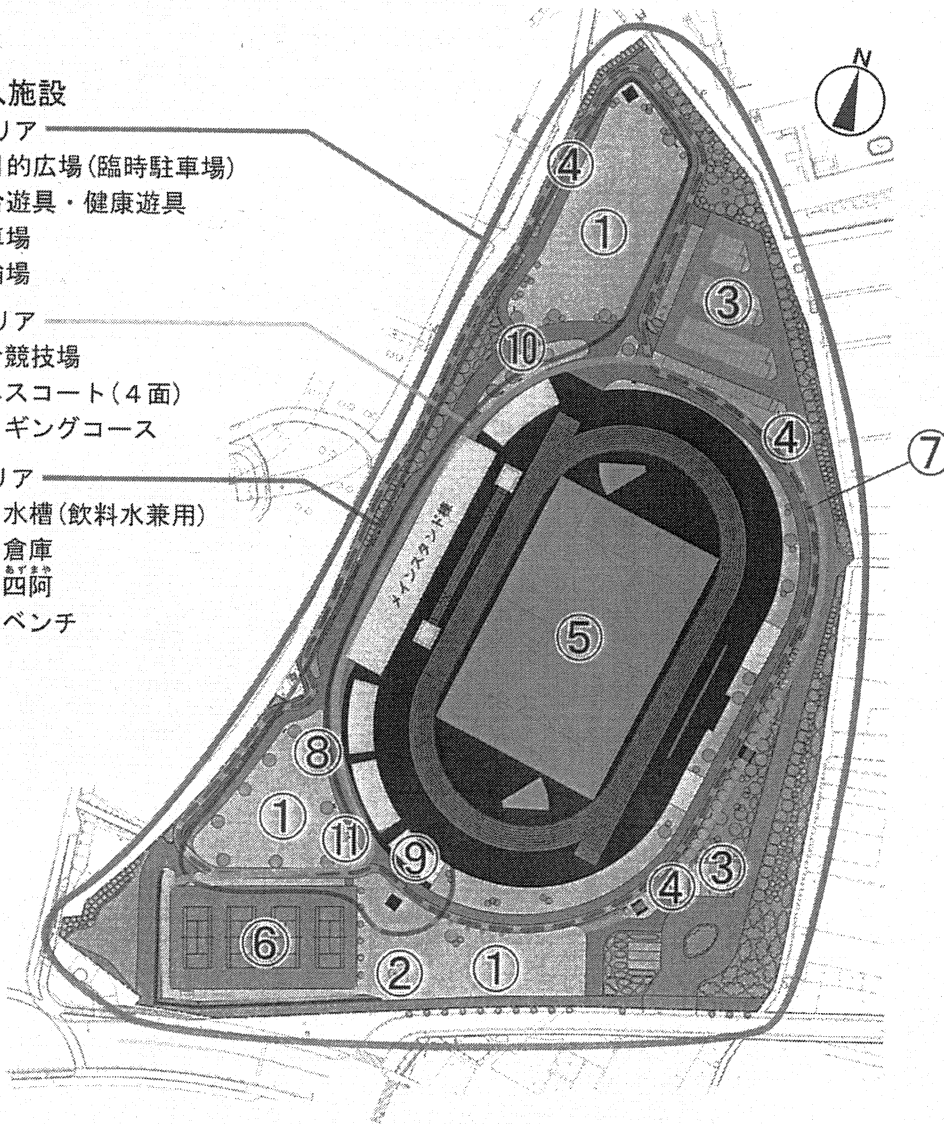 施設
リア
的広場(臨時駐車場)
遊具・健康遊具
車場
輪場
リア
競技場
スコート(4面)
ギングコース
リア
水槽(飲料水兼用)
倉庫
あずまや
四阿
ベンチ
N
④
①
③
⑩
④
⑦
メインスタンド棟
⑤
⑧
①
⑪
⑨
③
④
⑥
②
①